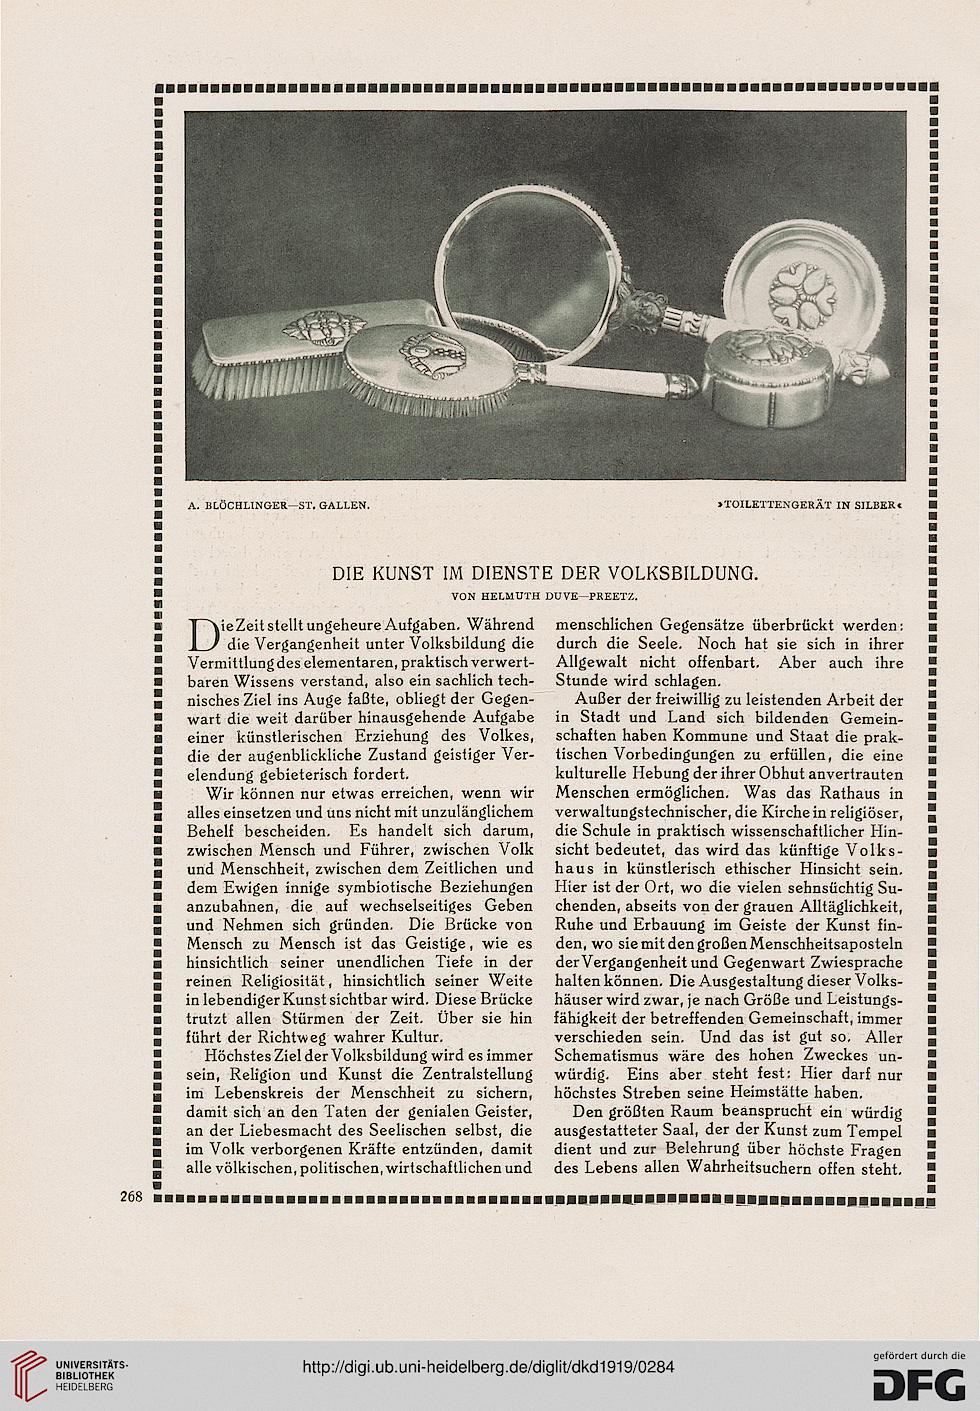 A. BLÖCHLINGER—ST. GALLEN.
»TOILETTENGERÄT IN SILBER«
DIE KUNST IM DIENSTE DER VOLKSBILDUNG.
VON HELMUTH DUVE—PREETZ.
Die Zeit stellt ungeheure Aufgaben. Während
die Vergangenheit unter Volksbildung die
Vermittlung des elementaren, praktisch verwert-
baren Wissens verstand, also ein sachlich tech-
nisches Ziel ins Auge faßte, obliegt der Gegen-
wart die weit darüber hinausgehende Aufgabe
einer künstlerischen Erziehung des Volkes,
die der augenblickliche Zustand geistiger Ver-
elendung gebieterisch fordert.
Wir können nur etwas erreichen, wenn wir
alles einsetzen und uns nicht mit unzulänglichem
Behelf bescheiden. Es handelt sich darum,
zwischen Mensch und Führer, zwischen Volk
und Menschheit, zwischen dem Zeitlichen und
dem Ewigen innige symbiotische Beziehungen
anzubahnen, die auf wechselseitiges Geben
und Nehmen sich gründen. Die Brücke von
Mensch zu Mensch ist das Geistige, wie es
hinsichtlich seiner unendlichen Tiefe in der
reinen Religiosität, hinsichtlich seiner Weite
in lebendiger Kunst sichtbar wird. Diese Brücke
trutzt allen Stürmen der Zeit. Über sie hin
führt der Richtweg wahrer Kultur.
Höchstes Ziel der Volksbildung wird es immer
sein, Religion und Kunst die Zentralstellung
im Lebenskreis der Menschheit zu sichern,
damit sich an den Taten der genialen Geister,
an der Liebesmacht des Seelischen selbst, die
im Volk verborgenen Kräfte entzünden, damit
alle völkischen, politischen, wirtschaftlichen und
menschlichen Gegensätze überbrückt werden:
durch die Seele. Noch hat sie sich in ihrer
Allgewalt nicht offenbart. Aber auch ihre
Stunde wird schlagen.
Außer der freiwillig zu leistenden Arbeit der
in Stadt und Land sich bildenden Gemein-
schaften haben Kommune und Staat die prak-
tischen Vorbedingungen zu erfüllen, die eine
kulturelle Hebung der ihrer Obhut anvertrauten
Menschen ermöglichen. Was das Rathaus in
verwaltungstechnischer, die Kirche in religiöser,
die Schule in praktisch wissenschaftlicher Hin-
sicht bedeutet, das wird das künftige Volks-
haus in künstlerisch ethischer Hinsicht sein.
Hier ist der Ort, wo die vielen sehnsüchtig Su-
chenden, abseits von der grauen Alltäglichkeit,
Ruhe und Erbauung im Geiste der Kunst fin-
den, wo sie mit den großen Menschheitsaposteln
der Vergangenheit und Gegenwart Zwiesprache
halten können. Die Ausgestaltung dieser Volks-
häuser wird zwar, je nach Größe und Leistungs-
fähigkeit der betreffenden Gemeinschaft, immer
verschieden sein. Und das ist gut so. Aller
Schematismus wäre des hohen Zweckes un-
würdig. Eins aber steht fest: Hier darf nur
höchstes Streben seine Heimstätte haben.
Den größten Raum beansprucht ein würdig
ausgestatteter Saal, der der Kunst zum Tempel
dient und zur Belehrung über höchste Fragen
des Lebens allen Wahrheitsuchern offen steht.
268
UNIVERSITÄTS-
BIBLIOTHEK
HEIDELBERG
http://digi.ub.uni-heidelberg.de/diglit/dkd1919/0284
gefördert durch die
DFG